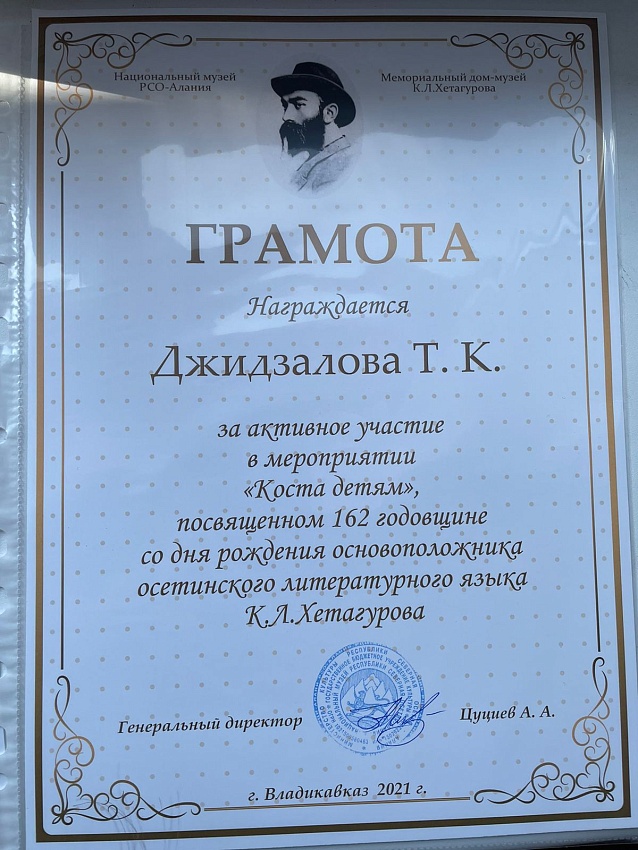 Национальный музей
РСО-Алания
Мемориальный дом-музей
К.Л.Хетагурова
ГРАМОТА
Награждается
Джидзалова Т. К.
за активное участие
в мероприятии
«Коста детям»,
посвященном 162 годовщине
со дня рождения основоположника
осетинского литературного языка
К.Л.Хетагурова
Генеральный директор
Цуциев А. А.
г. Владикавказ 2021 г.